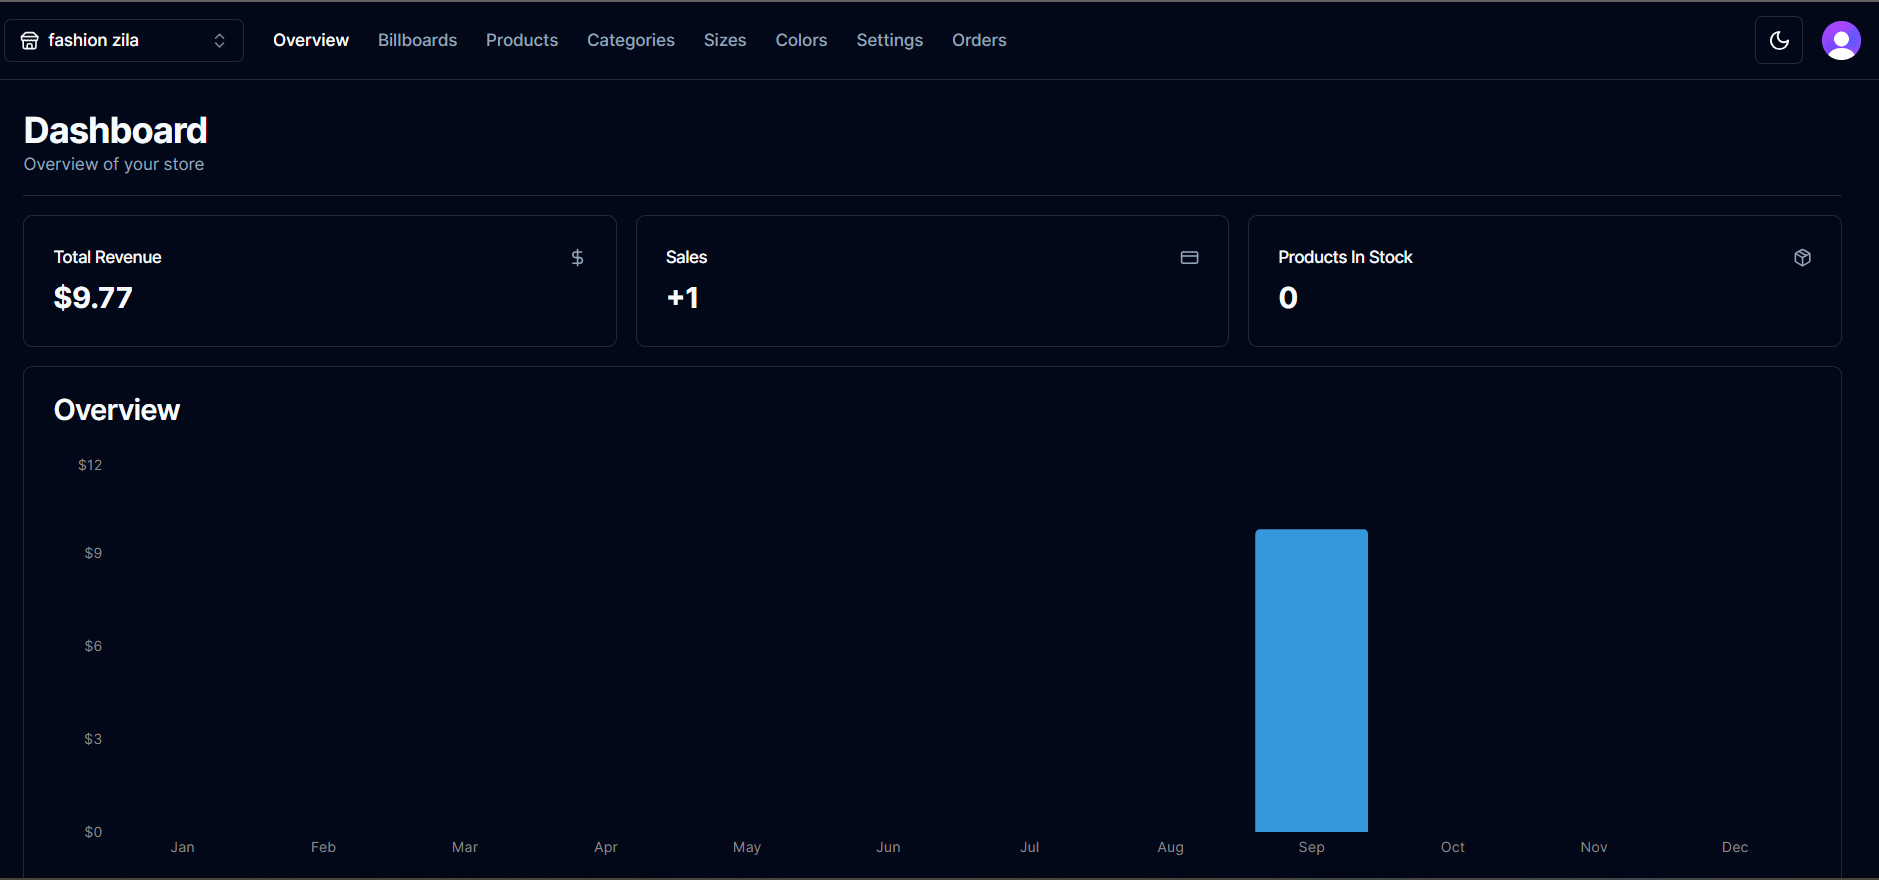 fashion zila Overview Billboards Products Categories Sizes Colors Settings Orders
Dashboard
Overview of your store
Total Revenue $
$9.77
Sales
+1
Products In Stock
0
Overview
$12
$9
$6
$3
$0
Jan Feb Mar Apr May Jun Jul Aug Sep Oct Nov Dec